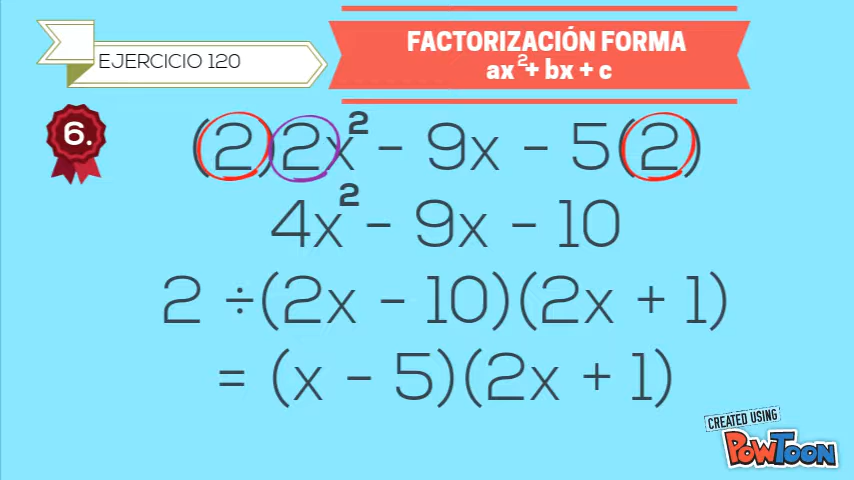 EJERCICIO 120
FACTORIZACIÓN FORMA
ax² + bx + c
6.
(2)2x² - 9x - 5(2)
4x² - 9x - 10
2 ÷(2x - 10)(2x + 1)
= (x - 5)(2x + 1)
CREATED USING
POWTOON